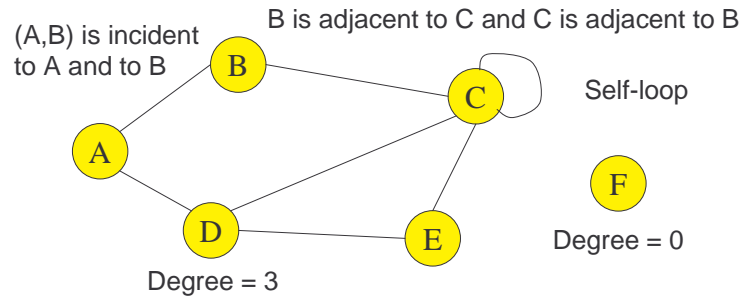 B is adjacent to C and C is adjacent to B
(A,B) is incident
to A and to B
B
C
Self-loop
A
F
D
E
Degree = 0
Degree = 3